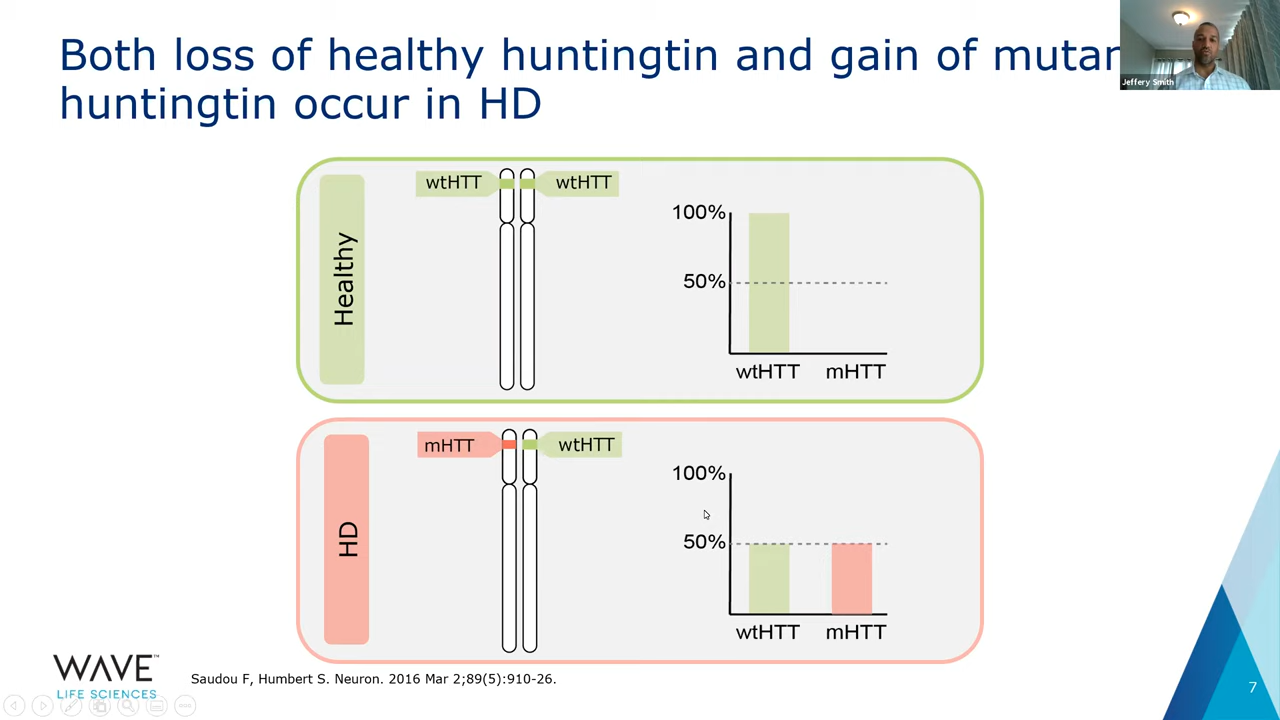 Both loss of healthy huntingtin and gain of mutan
huntingtin occur in HD
Jeffery Smith
Healthy
wtHTT
wtHTT
100%
50%
wtHTT
mHTT
HD
mHTT
wtHTT
100%
50%
wtHTT
mHTT
WAVE™
LIFE SCIENCES
Saudou F, Humbert S. Neuron. 2016 Mar 2;89(5):910-26.
7